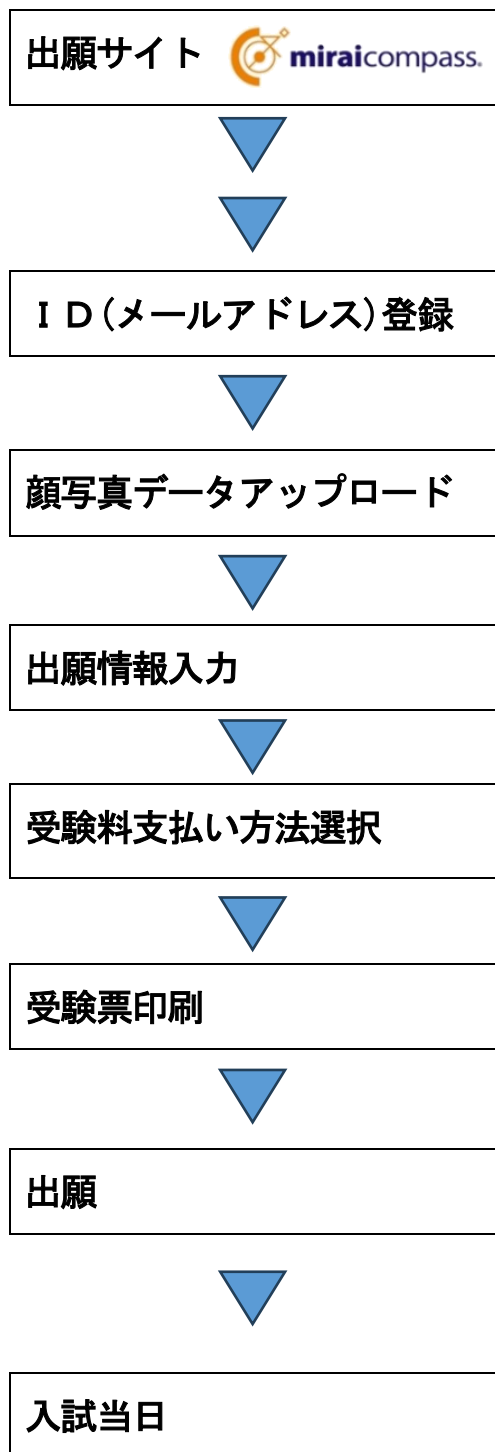 出願サイト miraicompass.
ＩＤ(メールアドレス)登録
顔写真データアップロード
出願情報入力
受験料支払い方法選択
受験票印刷
出願
入試当日